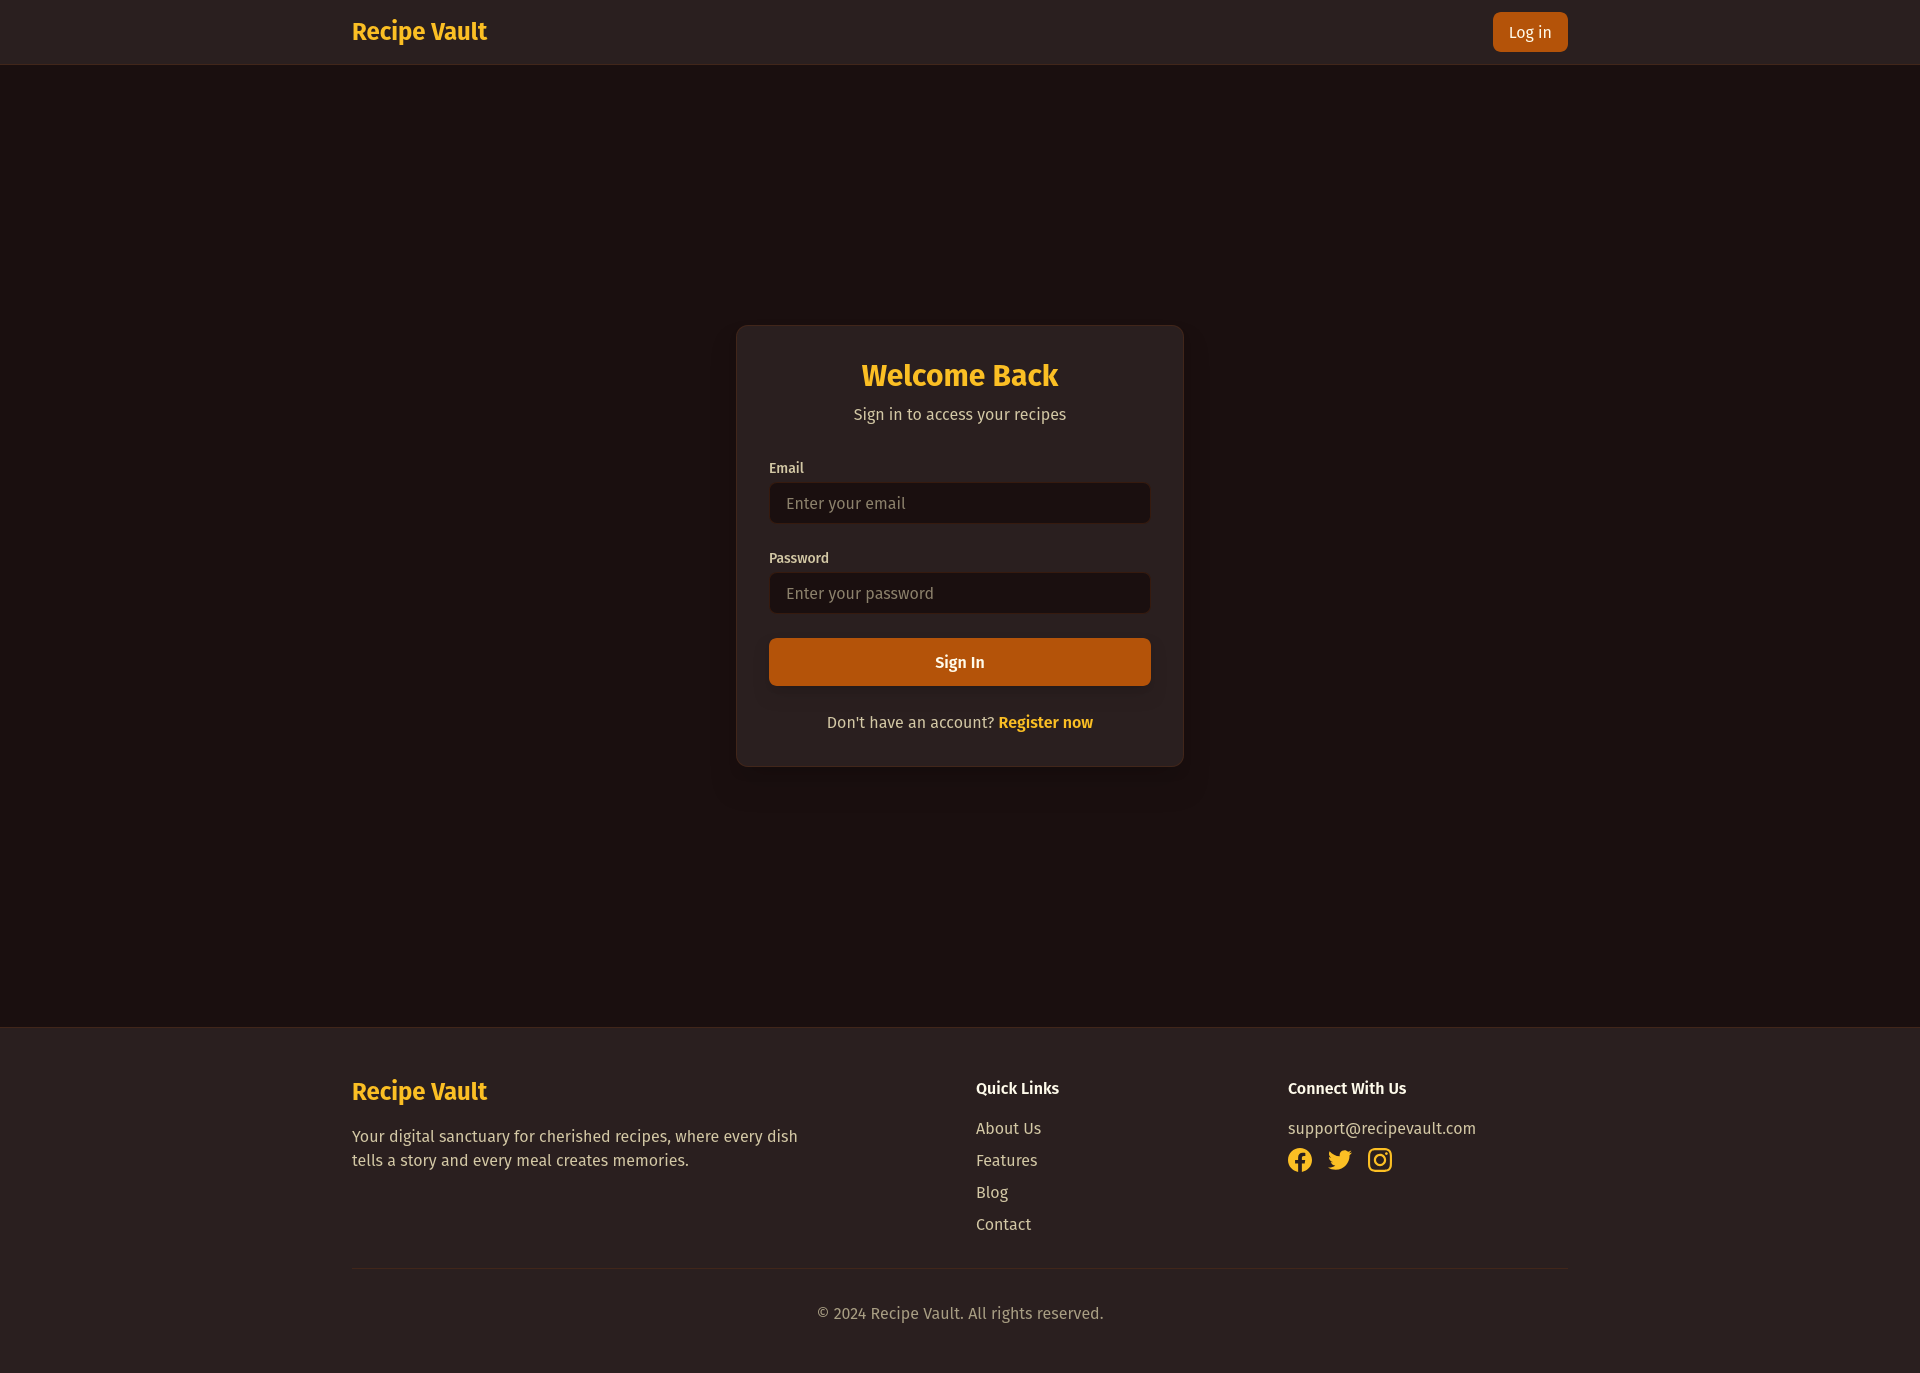 Recipe Vault
Log in
Welcome Back
Sign in to access your recipes
Email
Enter your email
Password
Enter your password
Sign In
Don't have an account? Register now
Recipe Vault
Your digital sanctuary for cherished recipes, where every dish
tells a story and every meal creates memories.
Quick Links
About Us
Features
Blog
Contact
Connect With Us
support@recipevault.com
© 2024 Recipe Vault. All rights reserved.